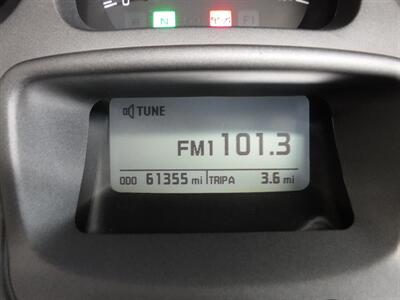 N
TUNE
FM1 101.3
ODO 61355 mi TRIPA 3.6 mi